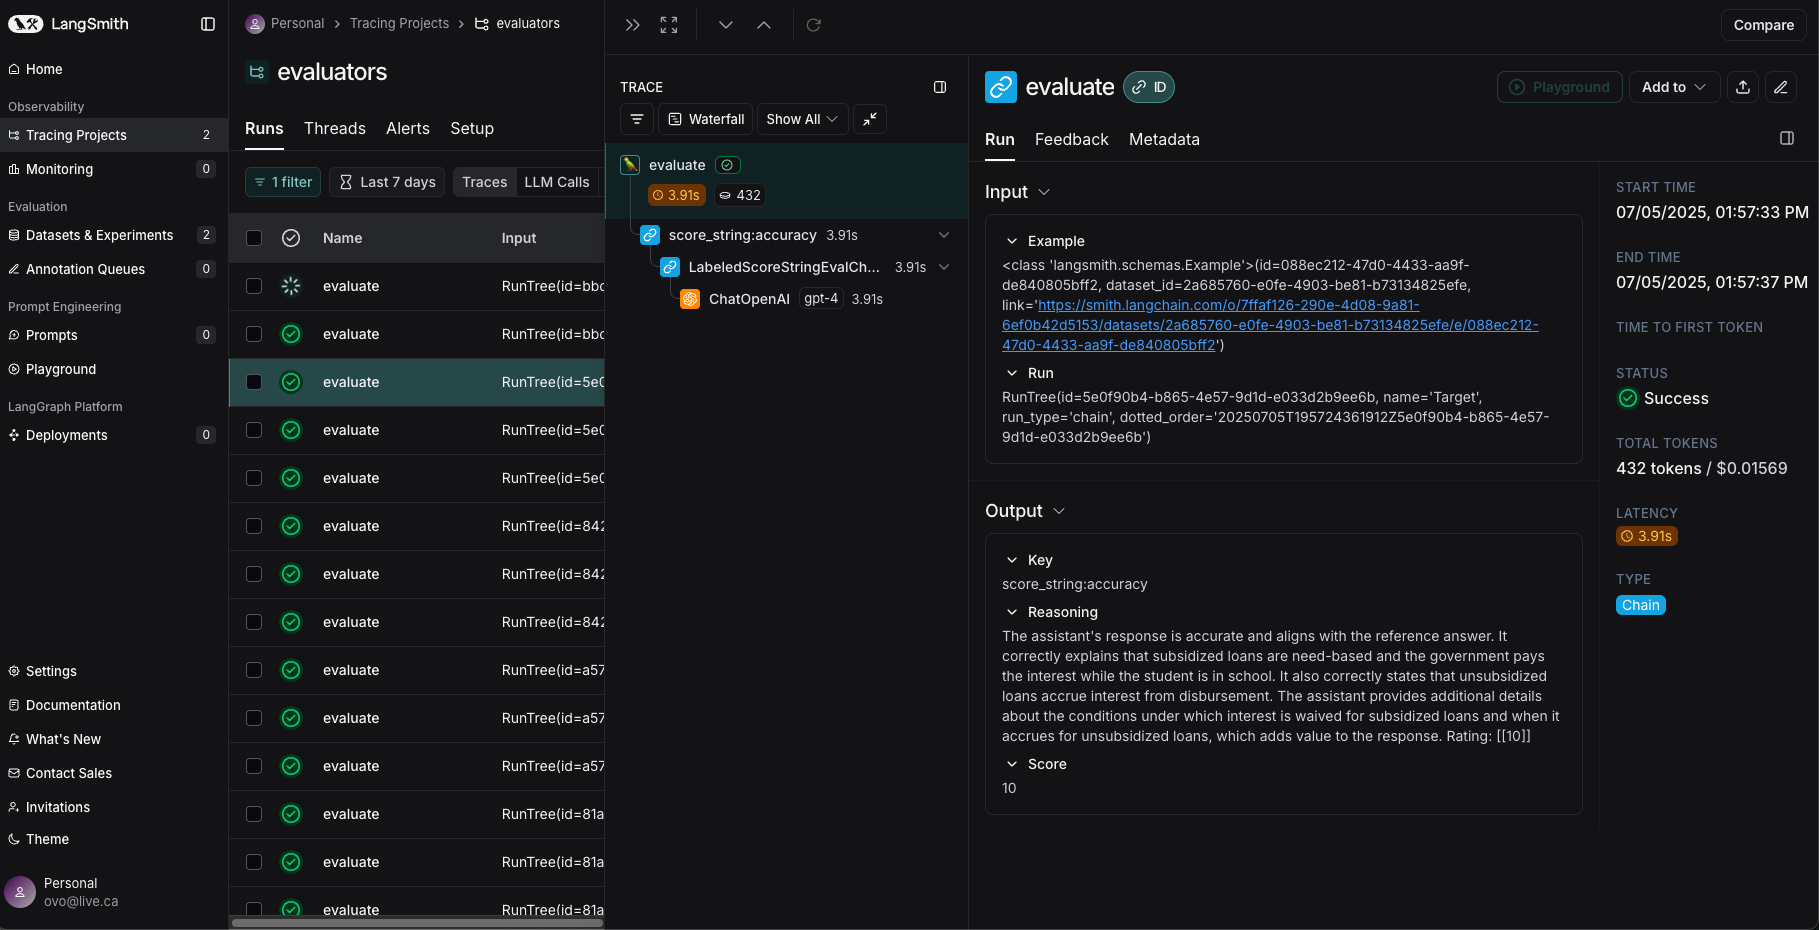 LangSmith
Home
Observability
Tracing Projects 2
Monitoring 0
Evaluation
Datasets & Experiments 2
Annotation Queues 0
Prompt Engineering
Prompts 0
Playground
LangGraph Platform
Deployments 0
Settings
Documentation
What's New
Contact Sales
Invitations
Theme
Personal
ovo@live.ca
Personal > Tracing Projects > evaluators
evaluators
Runs Threads Alerts Setup
1 filter Last 7 days Traces LLM Calls
Name Input
evaluate RunTree(id=bbc
evaluate RunTree(id=bbc
evaluate RunTree(id=5e0
evaluate RunTree(id=5e0
evaluate RunTree(id=5e0
evaluate RunTree(id=842
evaluate RunTree(id=842
evaluate RunTree(id=842
evaluate RunTree(id=a57
evaluate RunTree(id=a57
evaluate RunTree(id=a57
evaluate RunTree(id=81a
evaluate RunTree(id=81a
evaluate RunTree(id=81a
Compare
TRACE
Waterfall Show All
evaluate
3.91s 432
score_string:accuracy 3.91s
LabeledScoreStringEvalCh... 3.91s
ChatOpenAI gpt-4 3.91s
evaluate ID
Playground Add to
Run Feedback Metadata
Input
Example
<class 'langsmith.schemas.Example'>(id=088ec212-47d0-4433-aa9f-
de840805bff2, dataset_id=2a685760-e0fe-4903-be81-b73134825efe,
link='https://smith.langchain.com/o/7ffaf126-290e-4d08-9a81-
6ef0b42d5153/datasets/2a685760-e0fe-4903-be81-b73134825efe/e/088ec212-
47d0-4433-aa9f-de840805bff2')
Run
RunTree(id=5e0f90b4-b865-4e57-9d1d-e033d2b9ee6b, name='Target',
run_type='chain', dotted_order='20250705T195724361912Z5e0f90b4-b865-4e57-
9d1d-e033d2b9ee6b')
Output
Key
score_string:accuracy
Reasoning
The assistant's response is accurate and aligns with the reference answer. It
correctly explains that subsidized loans are need-based and the government pays
the interest while the student is in school. It also correctly states that unsubsidized
loans accrue interest from disbursement. The assistant provides additional details
about the conditions under which interest is waived for subsidized loans and when it
accrues for unsubsidized loans, which adds value to the response. Rating: [[10]]
Score
10
START TIME
07/05/2025, 01:57:33 PM
END TIME
07/05/2025, 01:57:37 PM
TIME TO FIRST TOKEN
STATUS
Success
TOTAL TOKENS
432 tokens / $0.01569
LATENCY
3.91s
TYPE
Chain